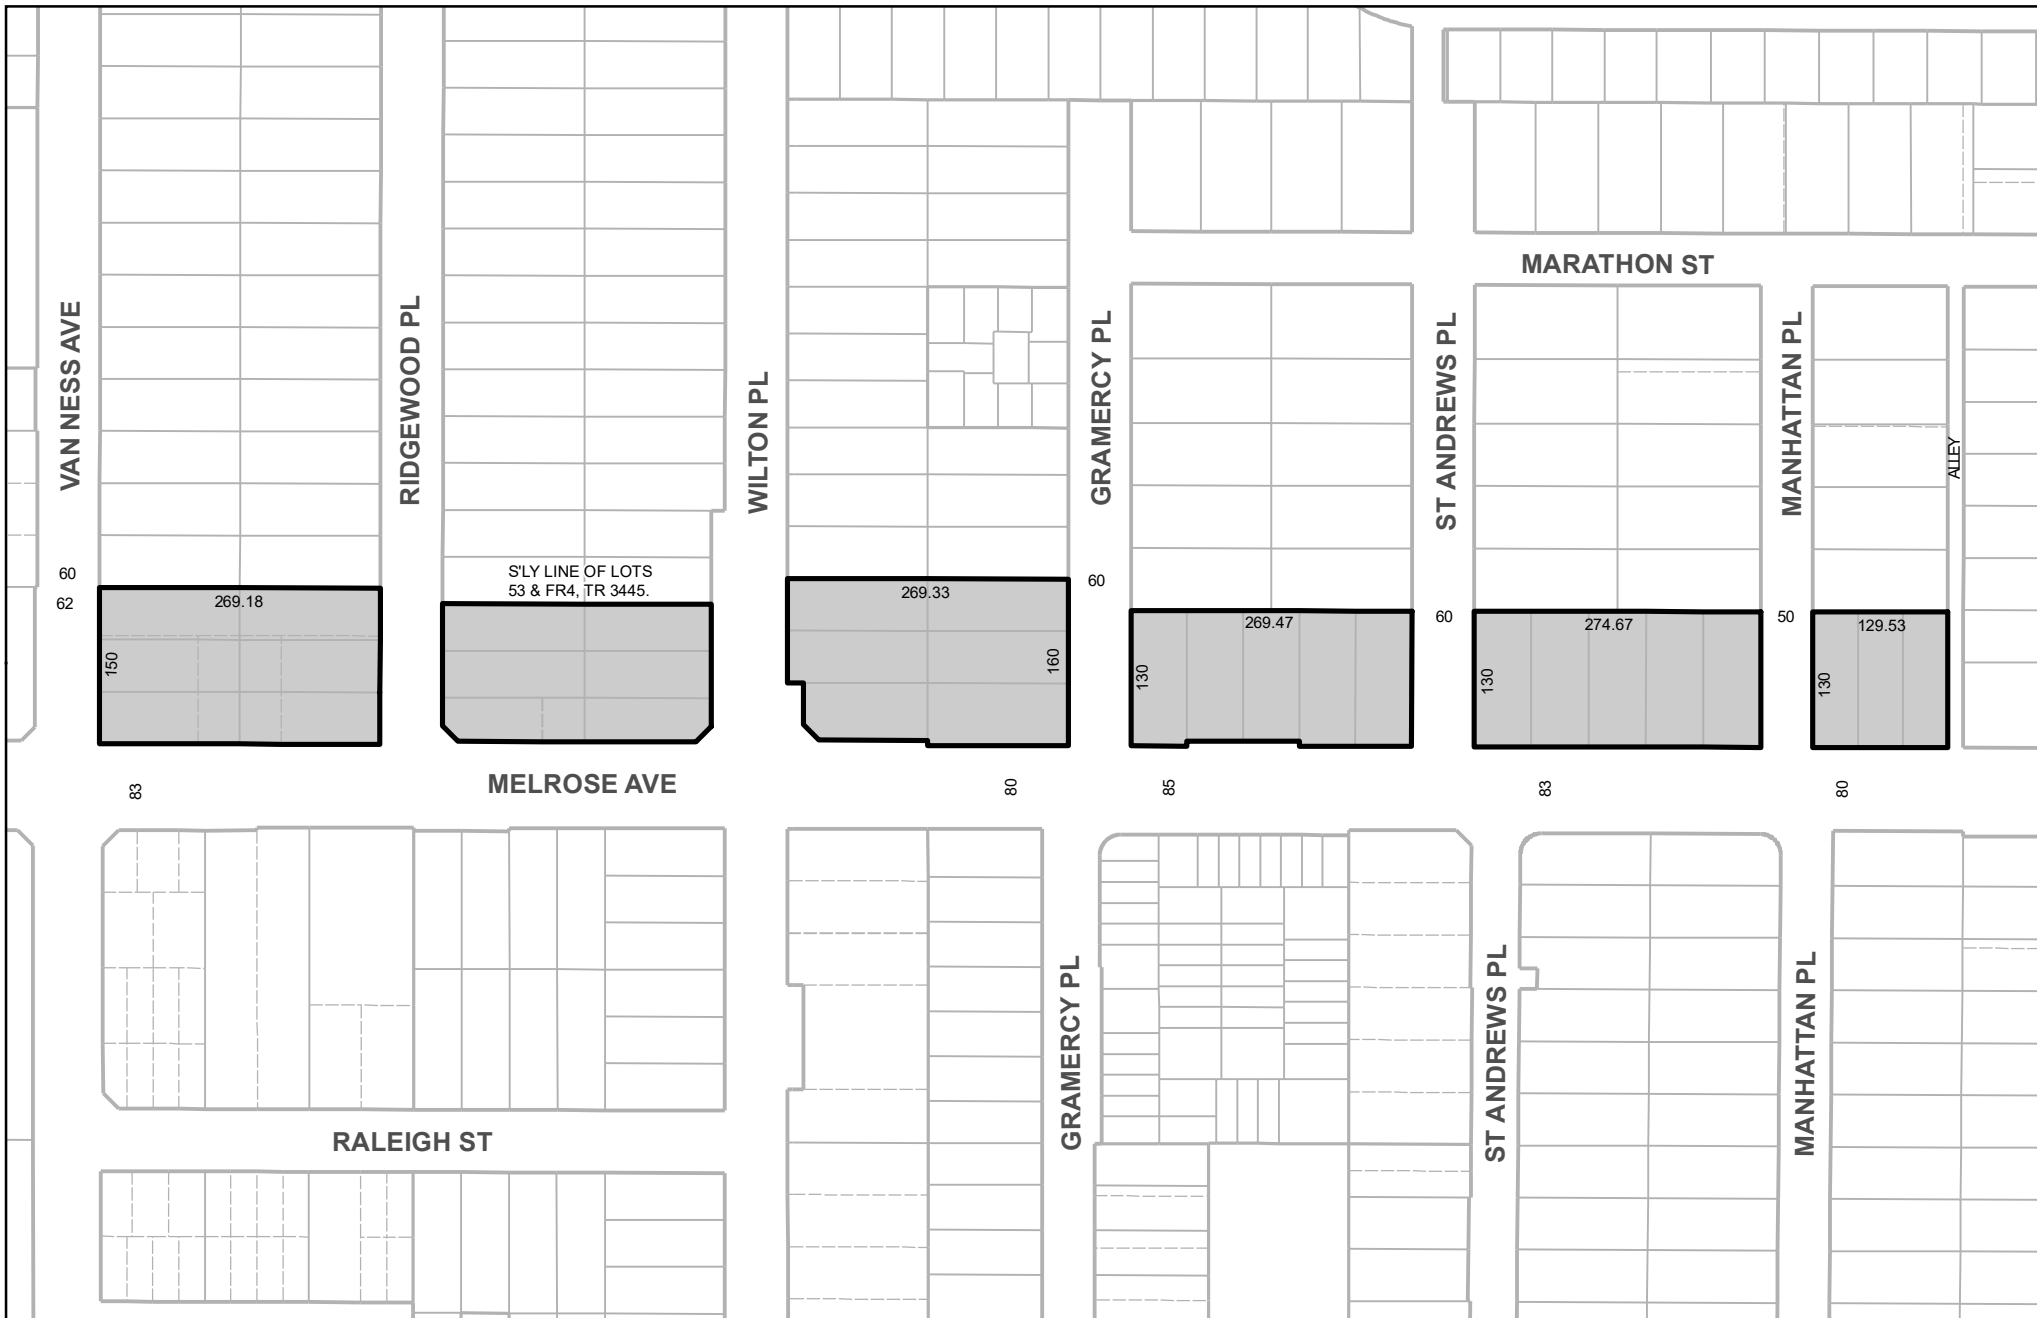 MARATHON ST
VAN NESS AVE
RIDGEWOOD PL
WILTON PL
GRAMERCY PL
ST ANDREWS PL
MANHATTAN PL
ALLEY
60
62
S'LY LINE OF LOTS
53 & FR4, TR 3445.
269.18
150
269.33
160
60
269.47
130
60
274.67
130
50
129.53
130
MELROSE AVE
83
80
85
83
80
GRAMERCY PL
ST ANDREWS PL
MANHATTAN PL
RALEIGH ST